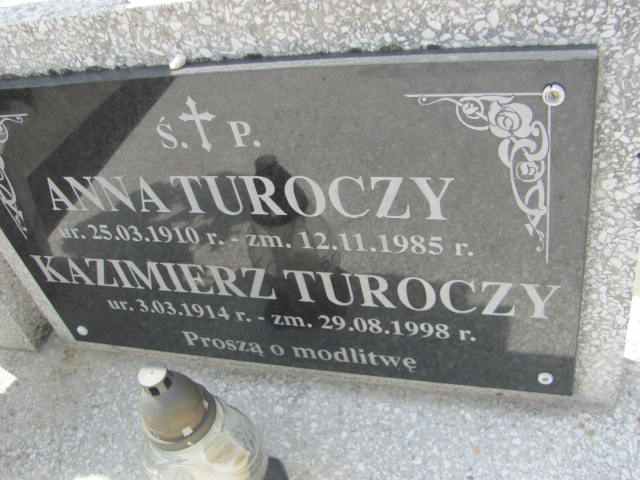 Ś. P.
ANNA TUROCZY
ur. 25.03.1910 r. - zm. 12.11.1985 r.
KAZIMIERZ TUROCZY
ur. 3.03.1914 r. - zm. 29.08.1998 r.
Proszą o modlitwę